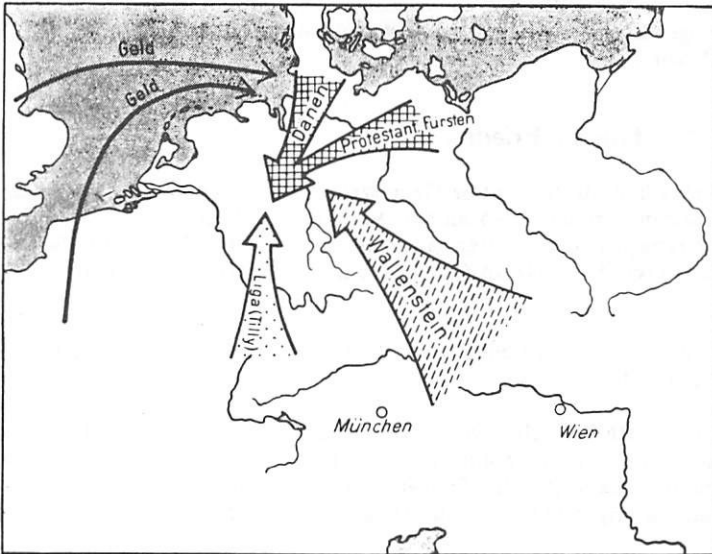 Geld
Geld
Dänen
Protestant Fürsten
Wallenstein
Liga (Tilly)
München
Wien